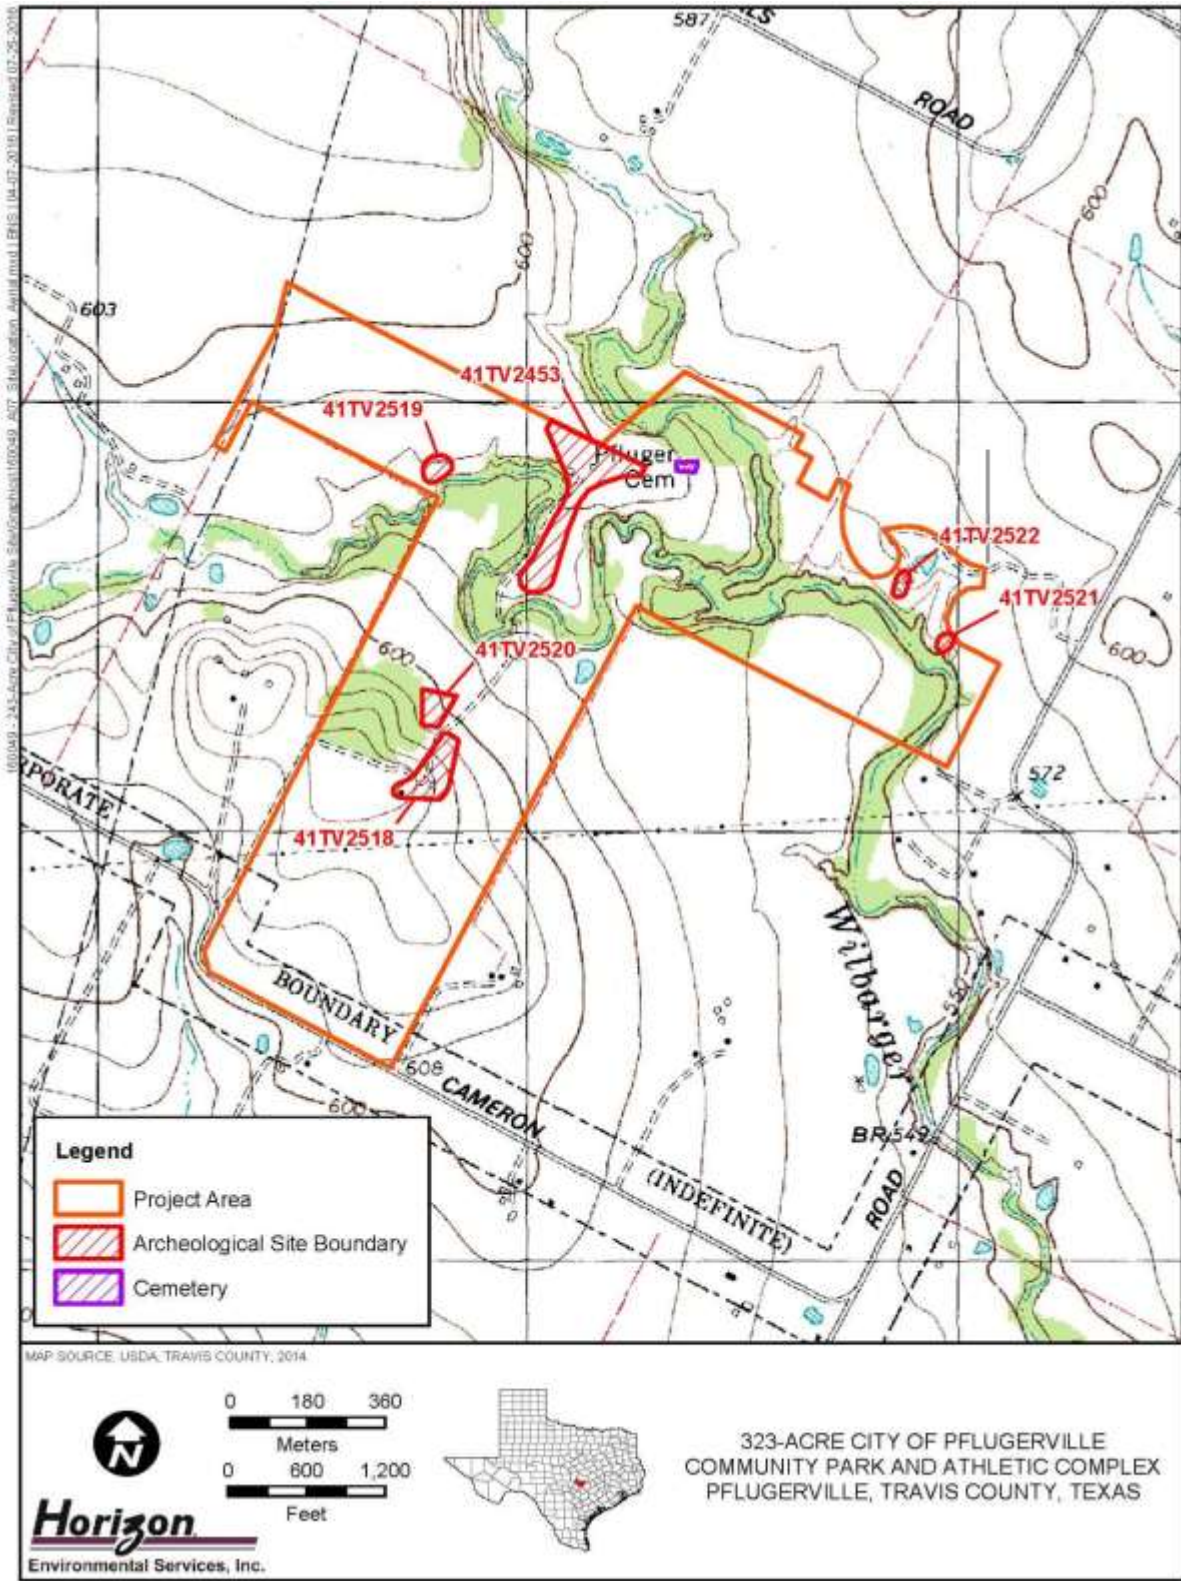 587
ROAD
600
600
603
41TV2453
41TV2519
Pfluger
Cem
41TV2522
41TV2521
600
600
41TV2520
572
RPORATE
41TV2518
Wilbarger
BOUNDARY
608
CAMERON
600
BR 549
(INDEFINITE)
ROAD
Legend
Project Area
Archeological Site Boundary
Cemetery
MAP SOURCE: USDA, TRAVIS COUNTY, 2014
N
0 180 360
Meters
0 600 1,200
Feet
Horizon
Environmental Services, Inc.
323-ACRE CITY OF PFLUGERVILLE
COMMUNITY PARK AND ATHLETIC COMPLEX
PFLUGERVILLE, TRAVIS COUNTY, TEXAS